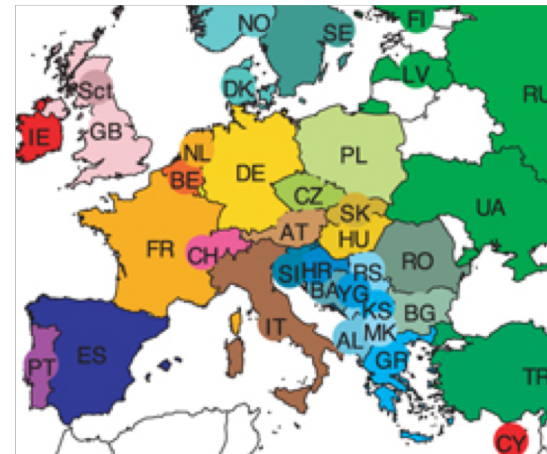 NO
SE
FI
LV
RU
Sct
DK
IE
GB
NL
BE
DE
PL
CZ
SK
UA
FR
CH
AT
HU
SI
HR
RS
RO
BA
YG
KS
BG
IT
MK
AL
GR
PT
ES
TR
CY